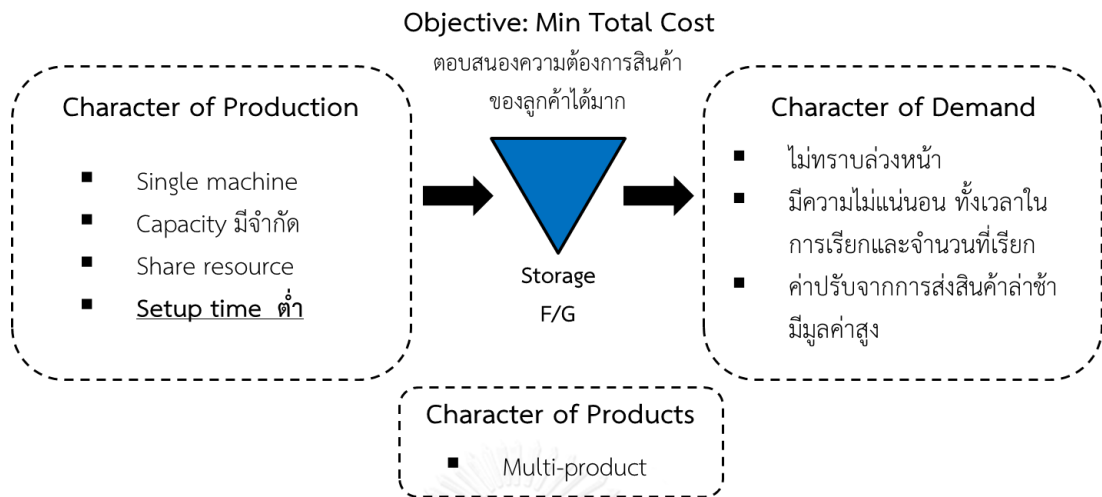 Objective: Min Total Cost
ตอบสนองความต้องการสินค้า
ของลูกค้าได้มาก
Character of Production
Single machine
Capacity มีจำกัด
Share resource
Setup time ต่ำ
Storage
F/G
Character of Demand
ไม่ทราบล่วงหน้า
มีความไม่แน่นอน ทั้งเวลาใน
การเรียกและจำนวนที่เรียก
ค่าปรับจากการส่งสินค้าล่าช้า
มีมูลค่าสูง
Character of Products
Multi-product